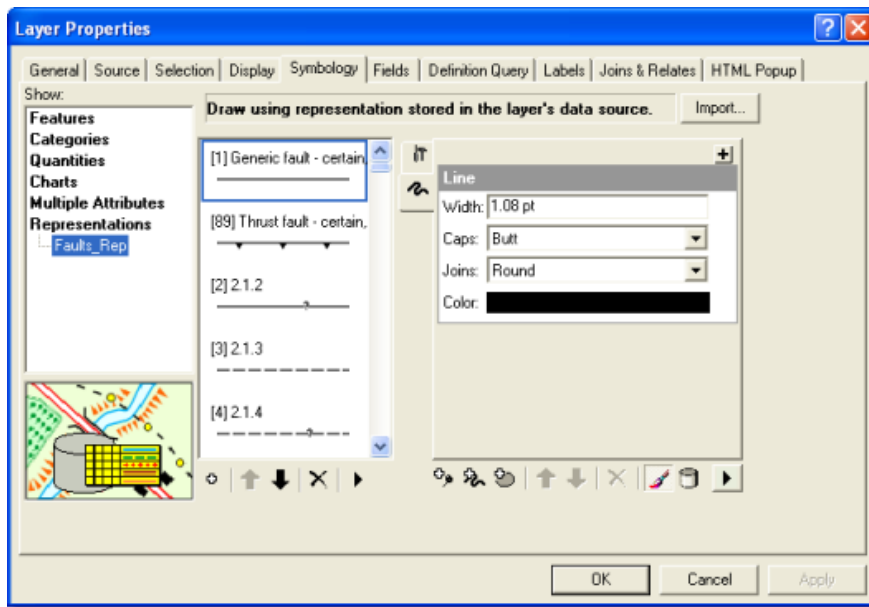 Layer Properties
General Source Selection Display Symbology Fields Definition Query Labels Joins & Relates HTML Popup
Show:
Features
Categories
Quantities
Charts
Multiple Attributes
Representations
Faults_Rep
Draw using representation stored in the layer's data source.
Import...
[1] Generic fault - certain,
[89] Thrust fault - certain,
[2] 2.1.2
?
[3] 2.1.3
[4] 2.1.4
?
Line
Width: 1.08 pt
Caps: Butt
Joins: Round
Color:
OK Cancel Apply